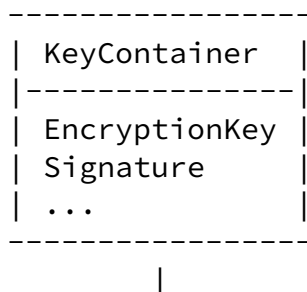 -----------------
| KeyContainer  |
|---------------|
| EncryptionKey |
| Signature     |
| ...           |
-----------------
        |